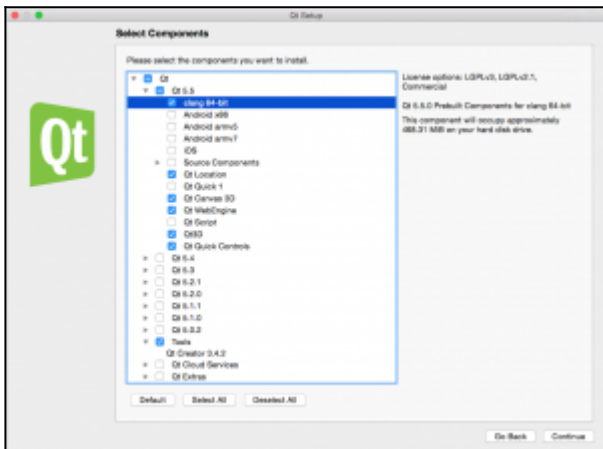 Qt Setup
Select Components
Please select the components you want to install.
Qt
Qt 5.5
clang 64-bit
Android x86
Android armv5
Android armv7
iOS
Source Components
Qt Location
Qt Quick 1
Qt Canvas 3D
Qt WebEngine
Qt Script
Qt3D
Qt Quick Controls
Qt 5.4
Qt 5.3
Qt 5.2.1
Qt 5.2.0
Qt 5.1.1
Qt 5.1.0
Qt 5.0.2
Tools
Qt Creator 3.4.2
Qt Cloud Services
Qt Extras
License options: LGPLv3, LGPLv2.1,
Commercial
Qt 5.5.0 Prebuilt Components for clang 64-bit
This component will occupy approximately
488.31 MiB on your hard disk drive.
Qt
Default
Select All
Deselect All
Go Back
Continue